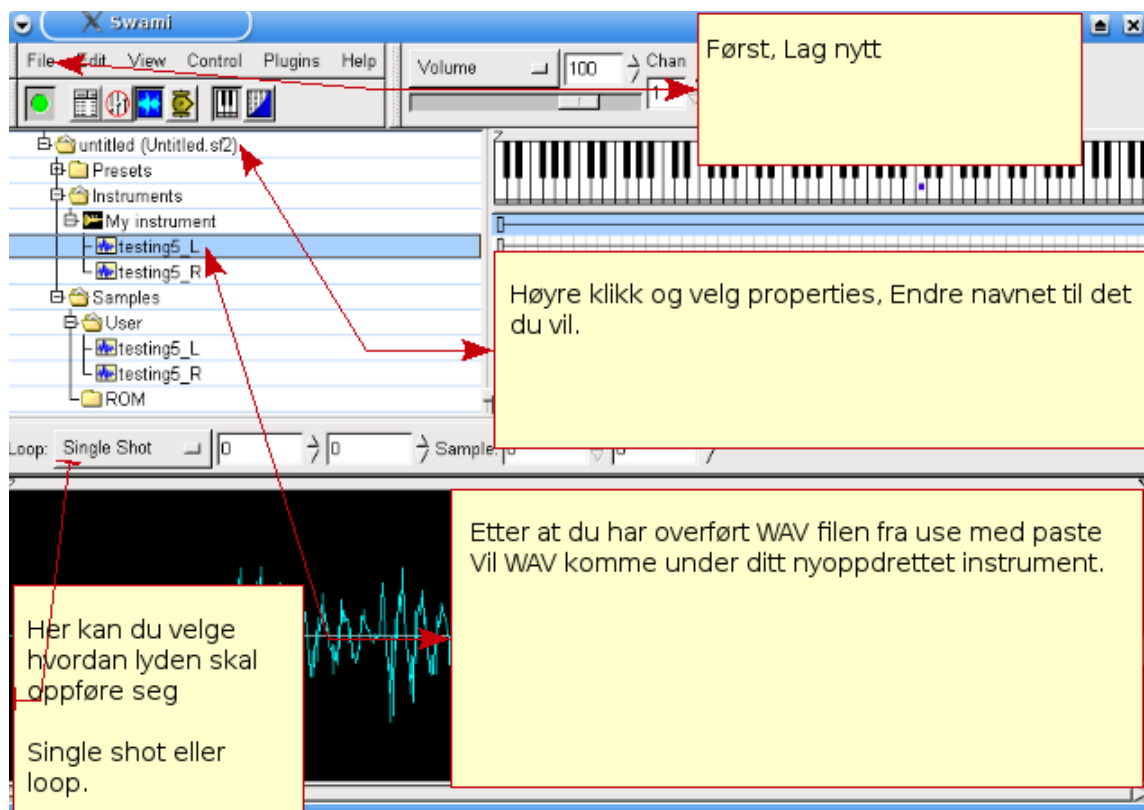 Swami
File Edit View Control Plugins Help
Volume 100 Chan
1
Først, Lag nytt
untitled (Untitled.sf2)
Presets
Instruments
My instrument
testing5_L
testing5_R
Samples
User
testing5_L
testing5_R
ROM
Høyre klikk og velg properties, Endre navnet til det
du vil.
Loop: Single Shot 0 0 Sample:
Etter at du har overført WAV filen fra use med paste
Vil WAV komme under ditt nyoppdrettet instrument.
Her kan du velge
hvordan lyden skal
oppføre seg
Single shot eller
loop.